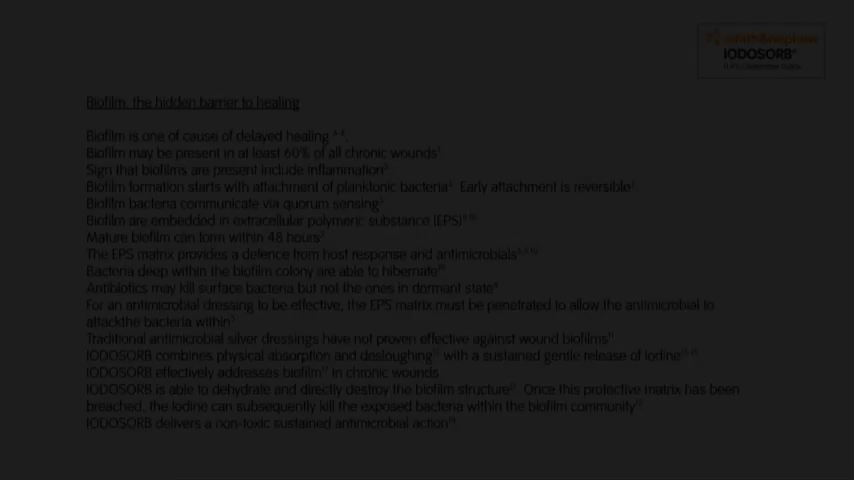 smith&nephew
IODOSORB
Biofilm, the hidden barrier to healing
Biofilm is one of cause of delayed healing
Biofilm may be present in at least 60% of all chronic wounds¹
Sign that biofilms are present include inflammation
Biofilm formation starts with attachment of planktonic bacteria. Early attachment is reversible
Biofilm bacteria communicate via quorum sensing
Biofilm are embedded in extracellular polymeric substance (EPS)
Mature biofilm can form within 48 hours
The EPS matrix provides a defence from host response and antimicrobials
Bacteria deep within the biofilm colony are able to hibernate
Antibiotics may kill surface bacteria but not the ones in dormant state
For an antimicrobial dressing to be effective, the EPS matrix must be penetrated to allow the antimicrobial to
attackthe bacteria within
Traditional antimicrobial silver dressings have not proven effective against wound biofilms
IODOSORB combines physical absorption and desloughing with a sustained gentle release of Iodine
IODOSORB effectively addresses biofilm in chronic wounds.
IODOSORB is able to dehydrate and directly destroy the biofilm structure. Once this protective matrix has been
breached, the Iodine can subsequently kill the exposed bacteria within the biofilm community
IODOSORB delivers a non-toxic sustained antimicrobial action